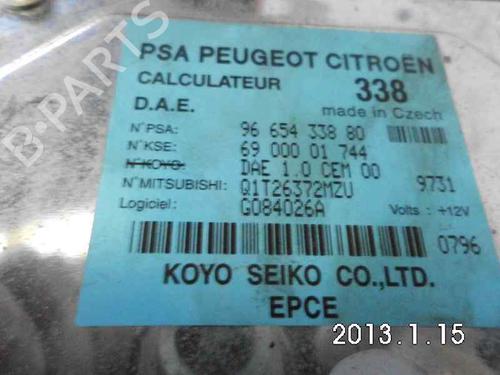 PSA PEUGEOT CITROËN
CALCULATEUR 338
D.A.E. made in Czech
N°PSA: 96 654 338 80
N°KSE: 69 000 01 744
N°KOYO: DAE 1.0 CEM 00
N°MITSUBISHI: Q1T26372MZU 9731
Logiciel: G084026A Volts : +12V
0796
KOYO SEIKO CO.,LTD.
EPCE
2013.1.15
B-PARTS